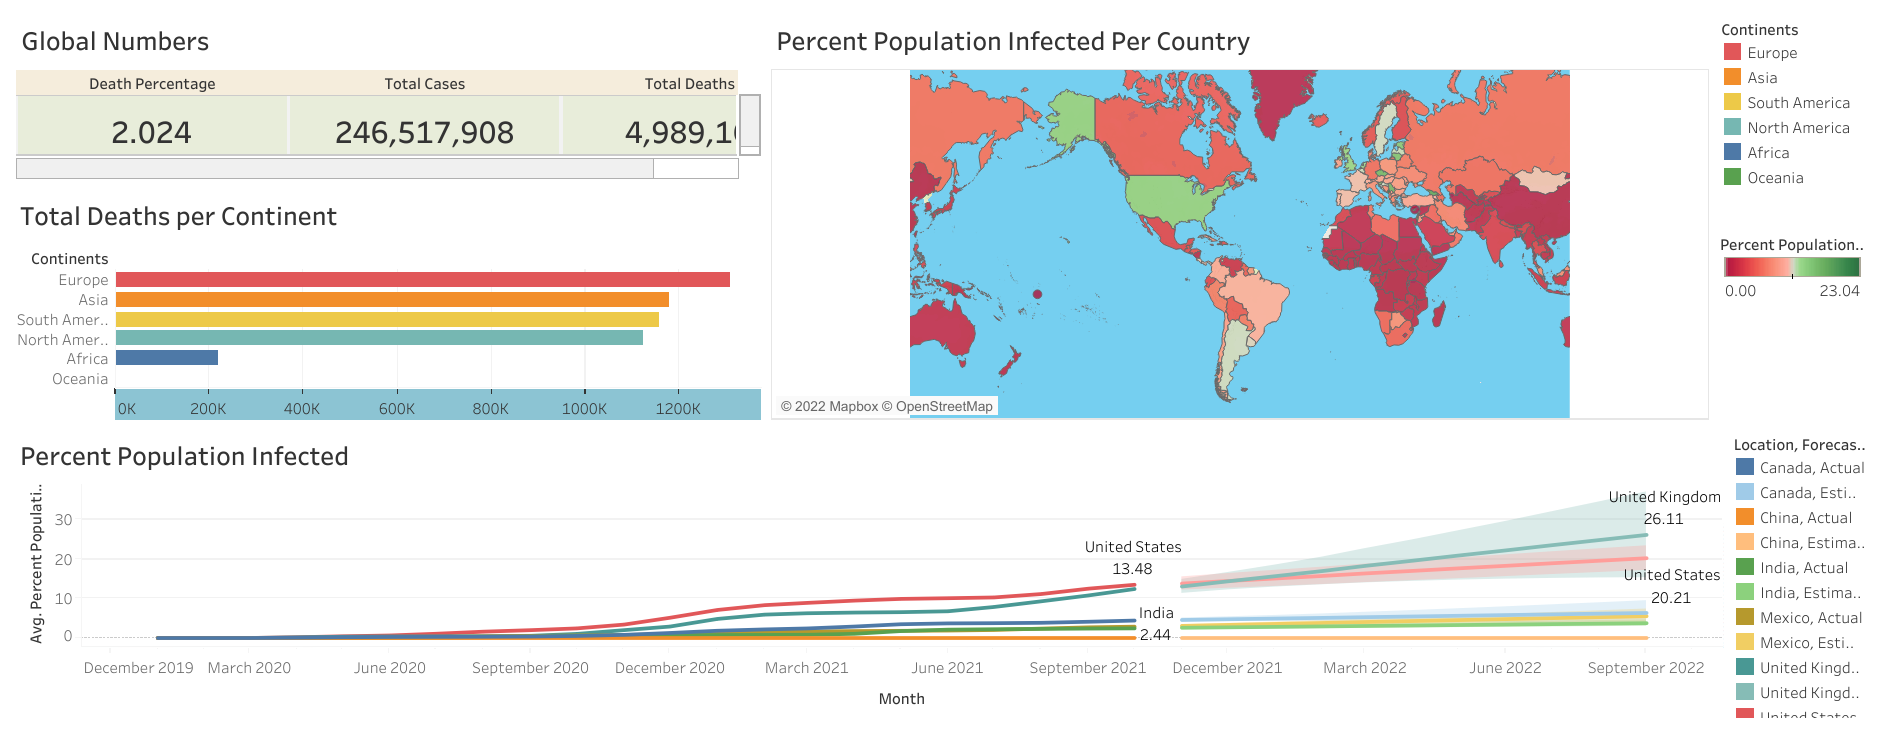 Global Numbers
Death Percentage
Total Cases
Total Deaths
2.024
246,517,908
4,989,1
Total Deaths per Continent
Continents
Europe
Asia
South Amer..
North Amer..
Africa
Oceania
0K
200K
400K
600K
800K
1000K
1200K
Percent Population Infected Per Country
© 2022 Mapbox © OpenStreetMap
Continents
Europe
Asia
South America
North America
Africa
Oceania
Percent Population..
0.00
23.04
Percent Population Infected
Avg. Percent Populati..
30
20
10
0
United States
13.48
India
2.44
United Kingdom
26.11
United States
20.21
December 2019
March 2020
June 2020
September 2020
December 2020
March 2021
June 2021
September 2021
December 2021
March 2022
June 2022
September 2022
Month
Location, Forecas..
Canada, Actual
Canada, Esti..
China, Actual
China, Estima..
India, Actual
India, Estima..
Mexico, Actual
Mexico, Esti..
United Kingd..
United Kingd..
United States